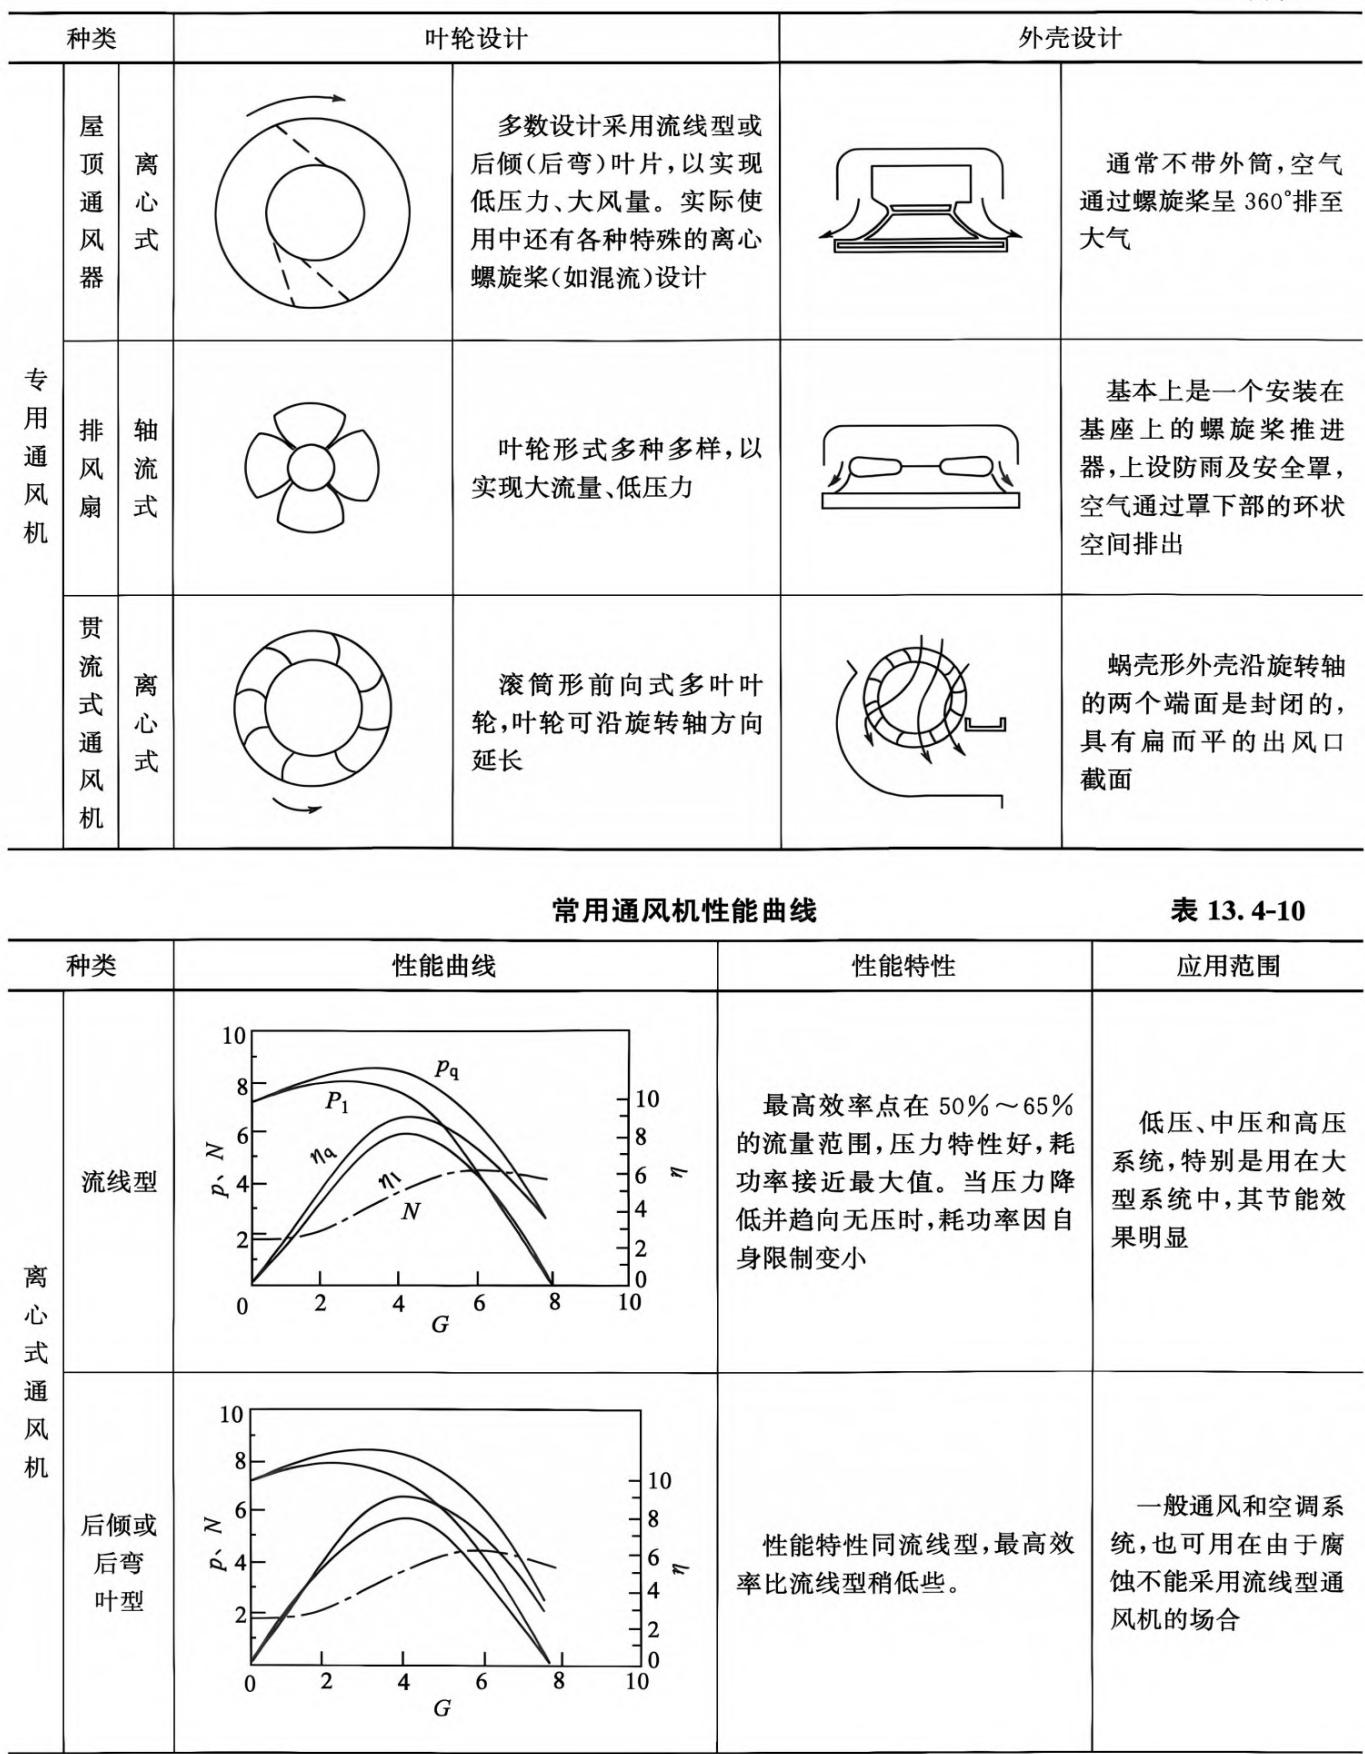 种类
叶轮设计
外壳设计
专用通风机
屋顶通风器
离心式
多数设计采用流线型或
后倾(后弯)叶片,以实现
低压力、大风量。实际使
用中还有各种特殊的离心
螺旋桨(如混流)设计
通常不带外筒,空气
通过螺旋桨呈 360°排至
大气
排风扇
轴流式
叶轮形式多种多样,以
实现大流量、低压力
基本上是一个安装在
基座上的螺旋桨推进
器,上设防雨及安全罩,
空气通过罩下部的环状
空间排出
贯流式通风机
离心式
滚筒形前向式多叶叶
轮,叶轮可沿旋转轴方向
延长
蜗壳形外壳沿旋转轴
的两个端面是封闭的,
具有扁而平的出风口
截面
常用通风机性能曲线
表 13.4-10
种类
性能曲线
性能特性
应用范围
离心式通风机
流线型
10
8
6
4
2
0
p、N
pq
P1
ηq
η1
N
10
8
6
4
2
0
η
2
4
6
8
10
G
最高效率点在 50%~65%
的流量范围,压力特性好,耗
功率接近最大值。当压力降
低并趋向无压时,耗功率因自
身限制变小
低压、中压和高压
系统,特别是用在大
型系统中,其节能效
果明显
后倾或
后弯
叶型
10
8
6
4
2
0
p、N
10
8
6
4
2
0
η
2
4
6
8
10
G
性能特性同流线型,最高效
率比流线型稍低些。
一般通风和空调系
统,也可用在由于腐
蚀不能采用流线型通
风机的场合